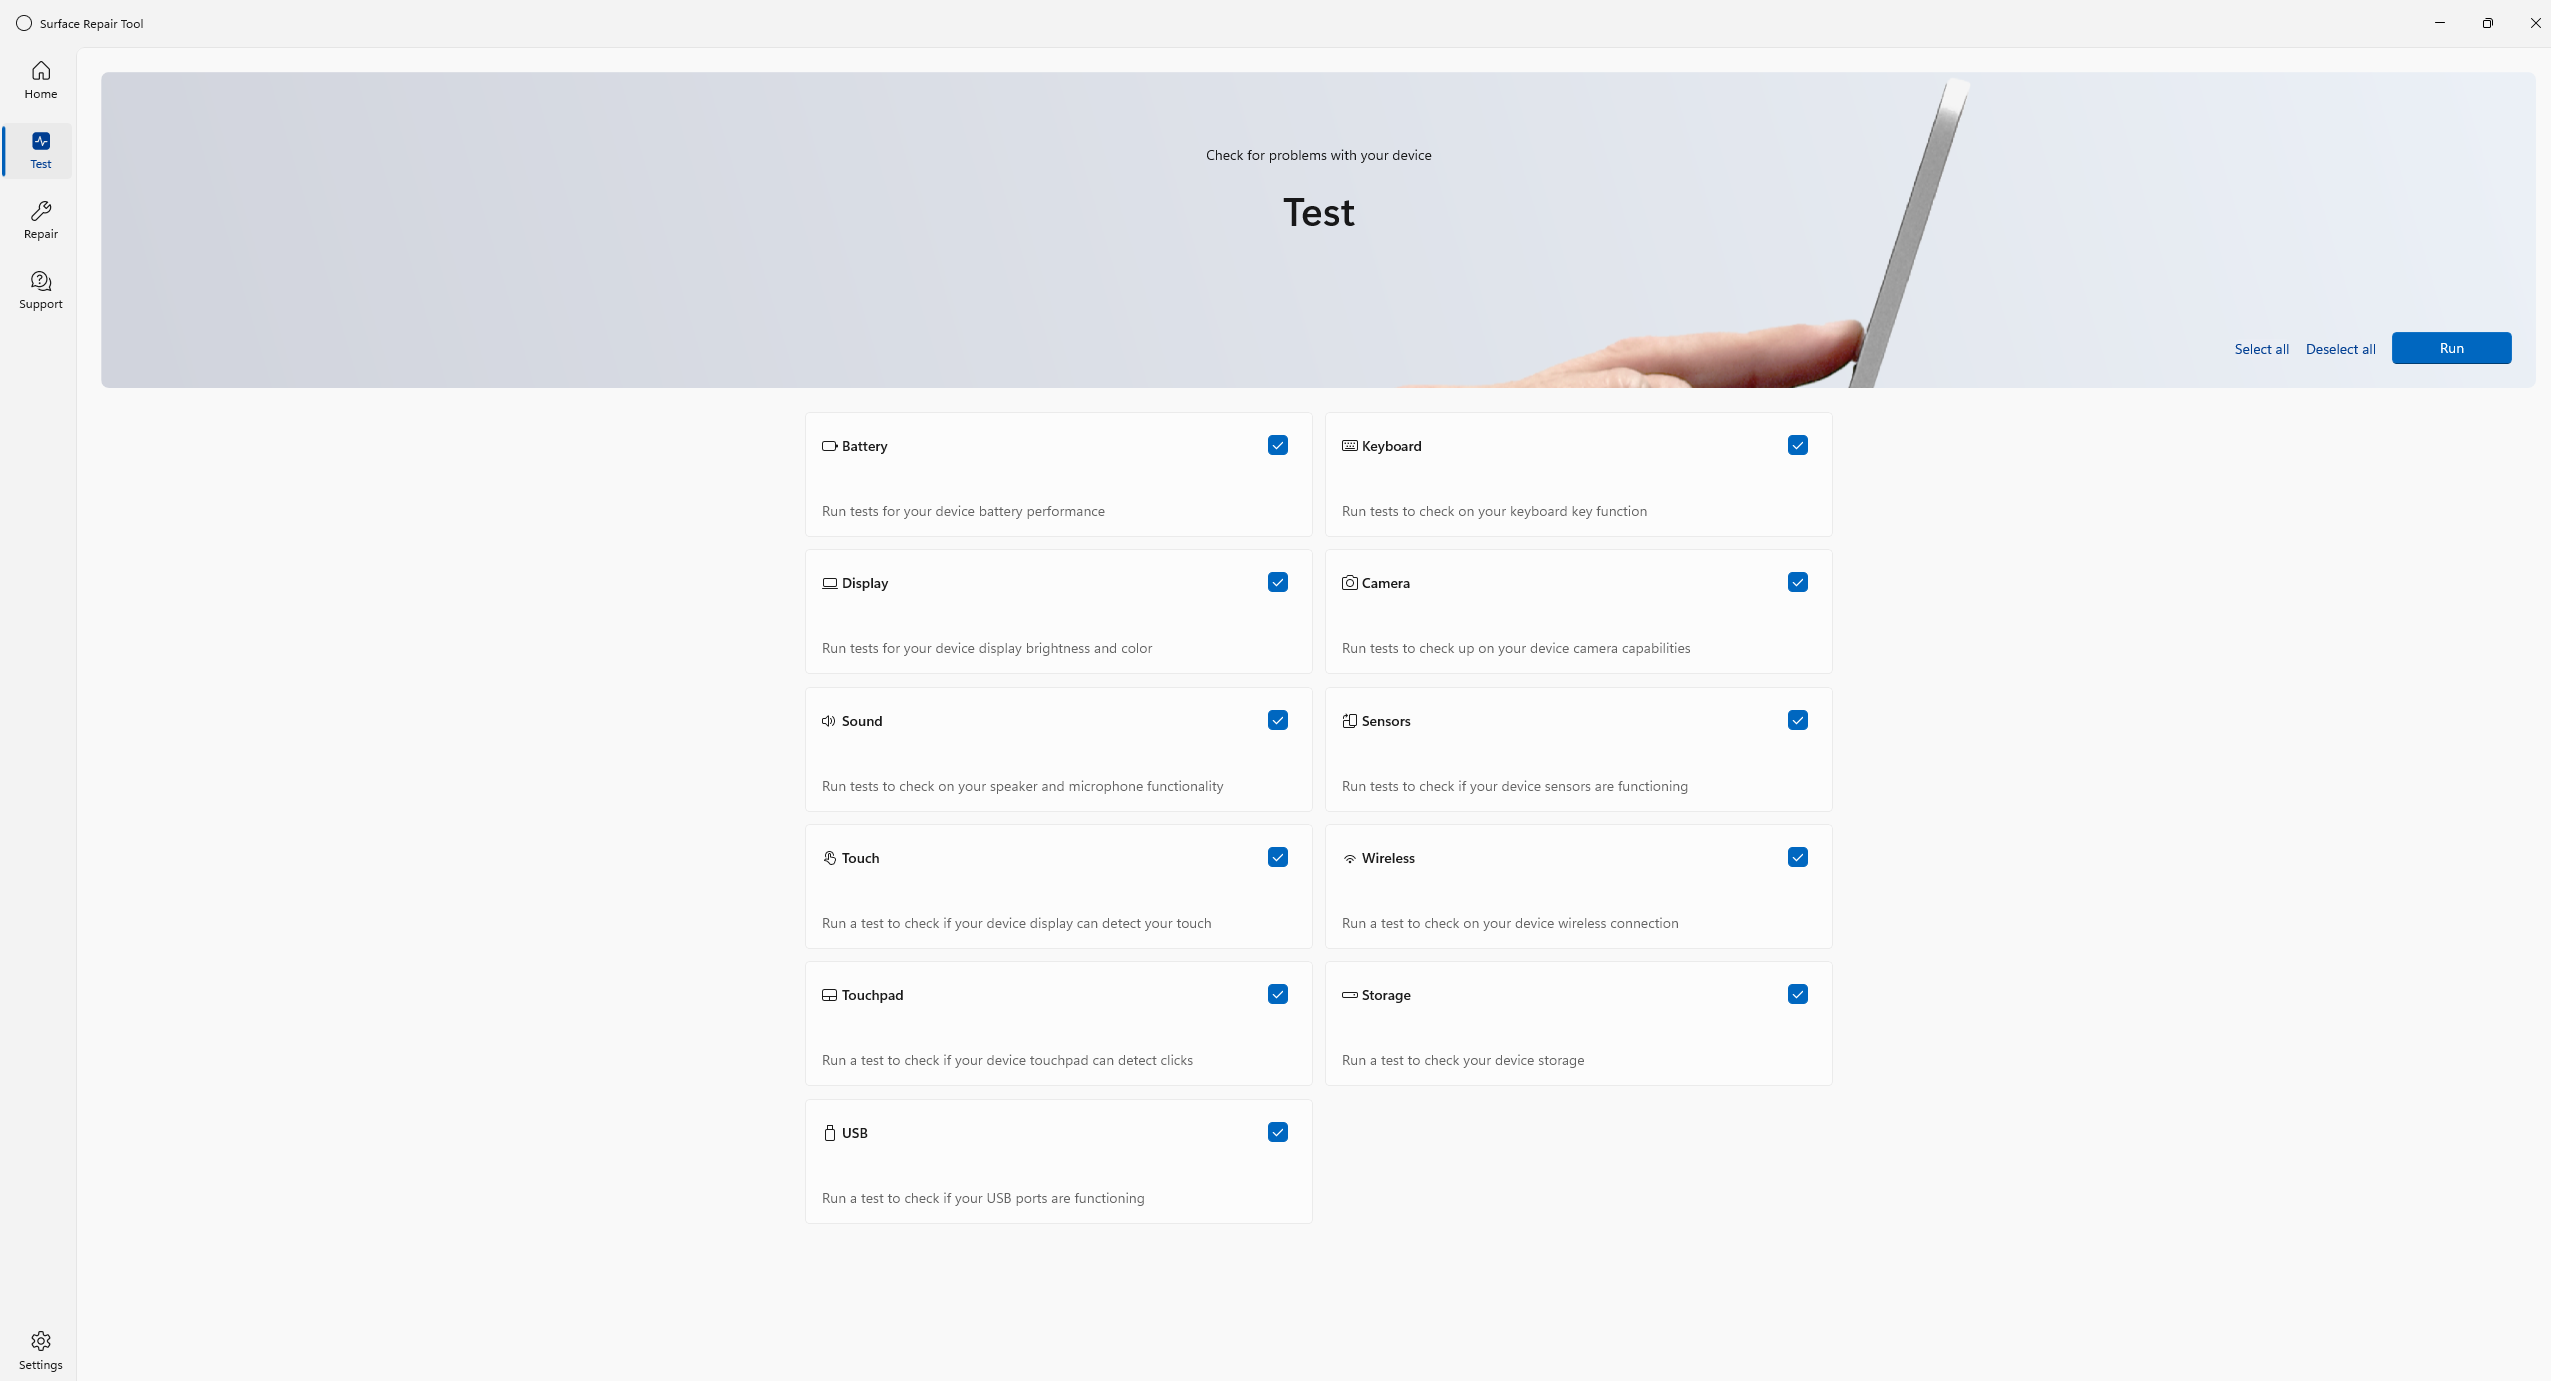 Surface Repair Tool
Home
Test
Repair
Support
Settings
Check for problems with your device
Test
Select all
Deselect all
Run
Battery
Run tests for your device battery performance
Keyboard
Run tests to check on your keyboard key function
Display
Run tests for your device display brightness and color
Camera
Run tests to check up on your device camera capabilities
Sound
Run tests to check on your speaker and microphone functionality
Sensors
Run tests to check if your device sensors are functioning
Touch
Run a test to check if your device display can detect your touch
Wireless
Run a test to check on your device wireless connection
Touchpad
Run a test to check if your device touchpad can detect clicks
Storage
Run a test to check your device storage
USB
Run a test to check if your USB ports are functioning